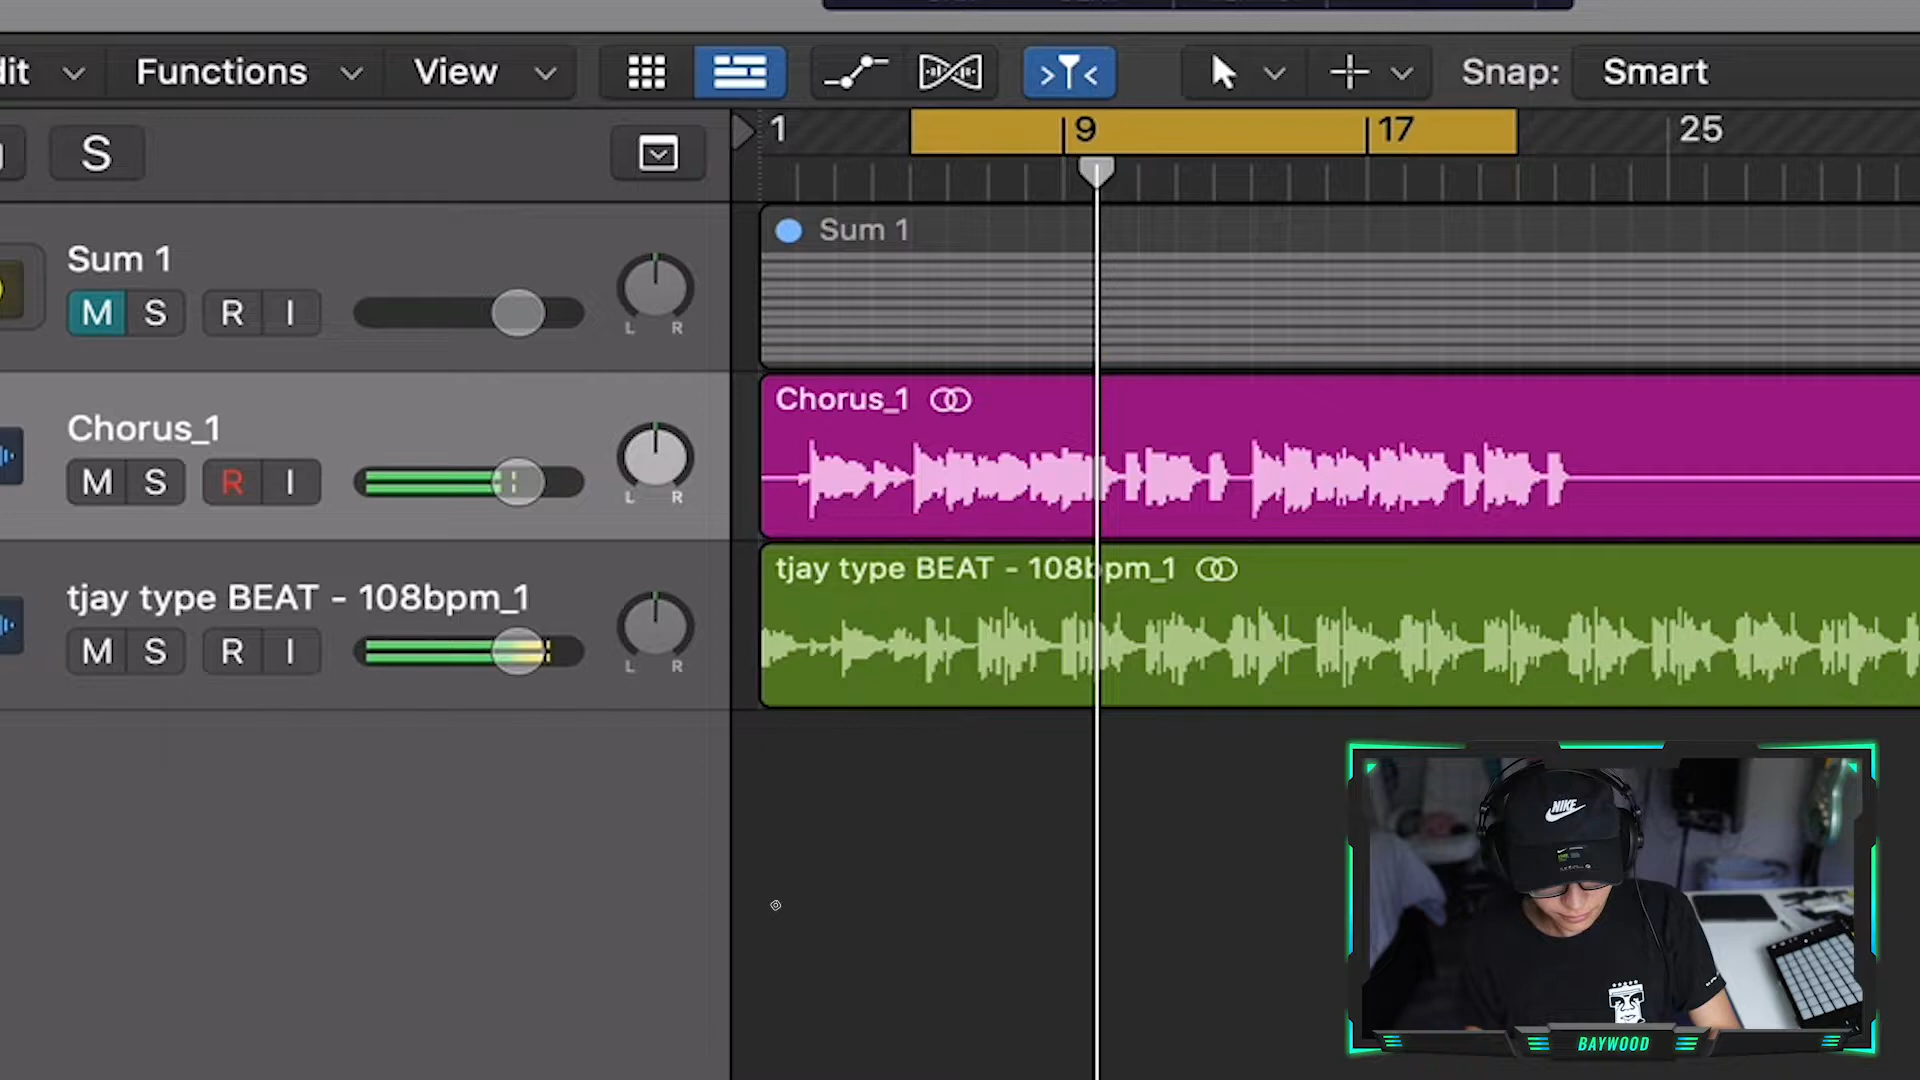 dit Functions View Snap: Smart
1 9 17 25
S
Sum 1
M S R I
L R
Sum 1
Chorus_1
M S R I
L R
Chorus_1
tjay type BEAT - 108bpm_1
M S R I
L R
tjay type BEAT - 108bpm_1
NIKE
BAYWOOD